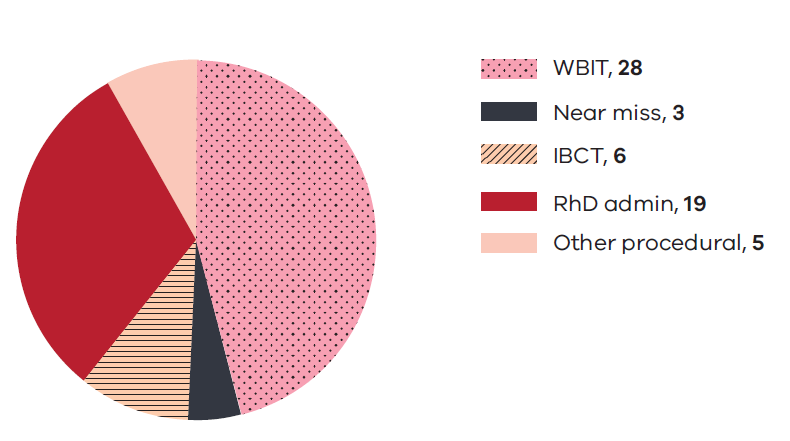 WBIT, 28
Near miss, 3
IBCT, 6
RhD admin, 19
Other procedural, 5